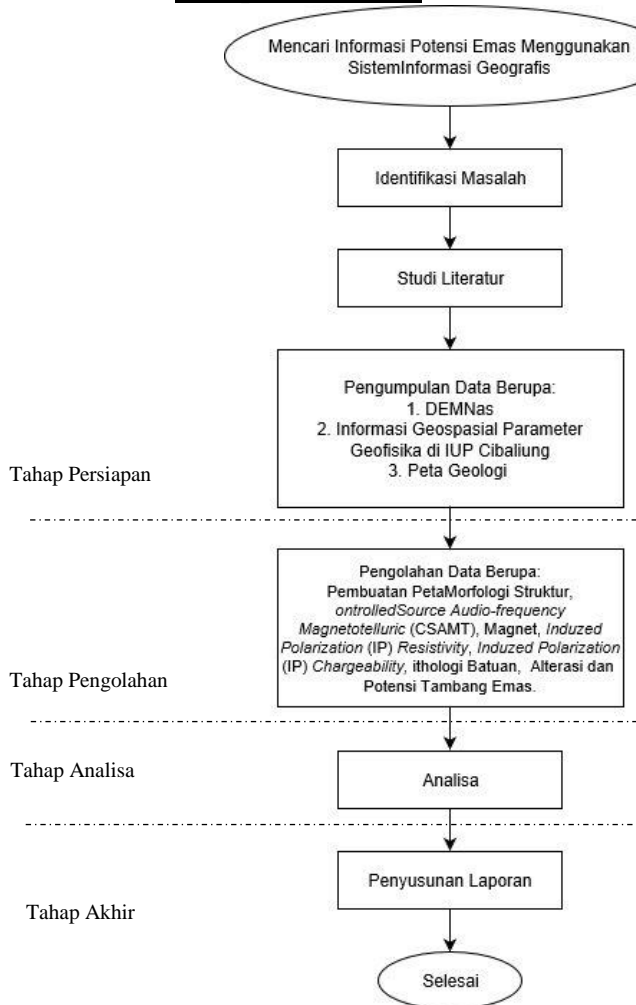 Mencari Informasi Potensi Emas Menggunakan
SistemInformasi Geografis
Identifikasi Masalah
Studi Literatur
Pengumpulan Data Berupa:
1. DEMNas
2. Informasi Geospasial Parameter
Geofisika di IUP Cibaliung
3. Peta Geologi
Tahap Persiapan
Pengolahan Data Berupa:
Pembuatan PetaMorfologi Struktur,
ontrolledSource Audio-frequency
Magnetotelluric (CSAMT), Magnet, Induzed
Polarization (IP) Resistivity, Induzed Polarization
(IP) Chargeability, ithologi Batuan, Alterasi dan
Potensi Tambang Emas.
Tahap Pengolahan
Tahap Analisa
Analisa
Penyusunan Laporan
Tahap Akhir
Selesai